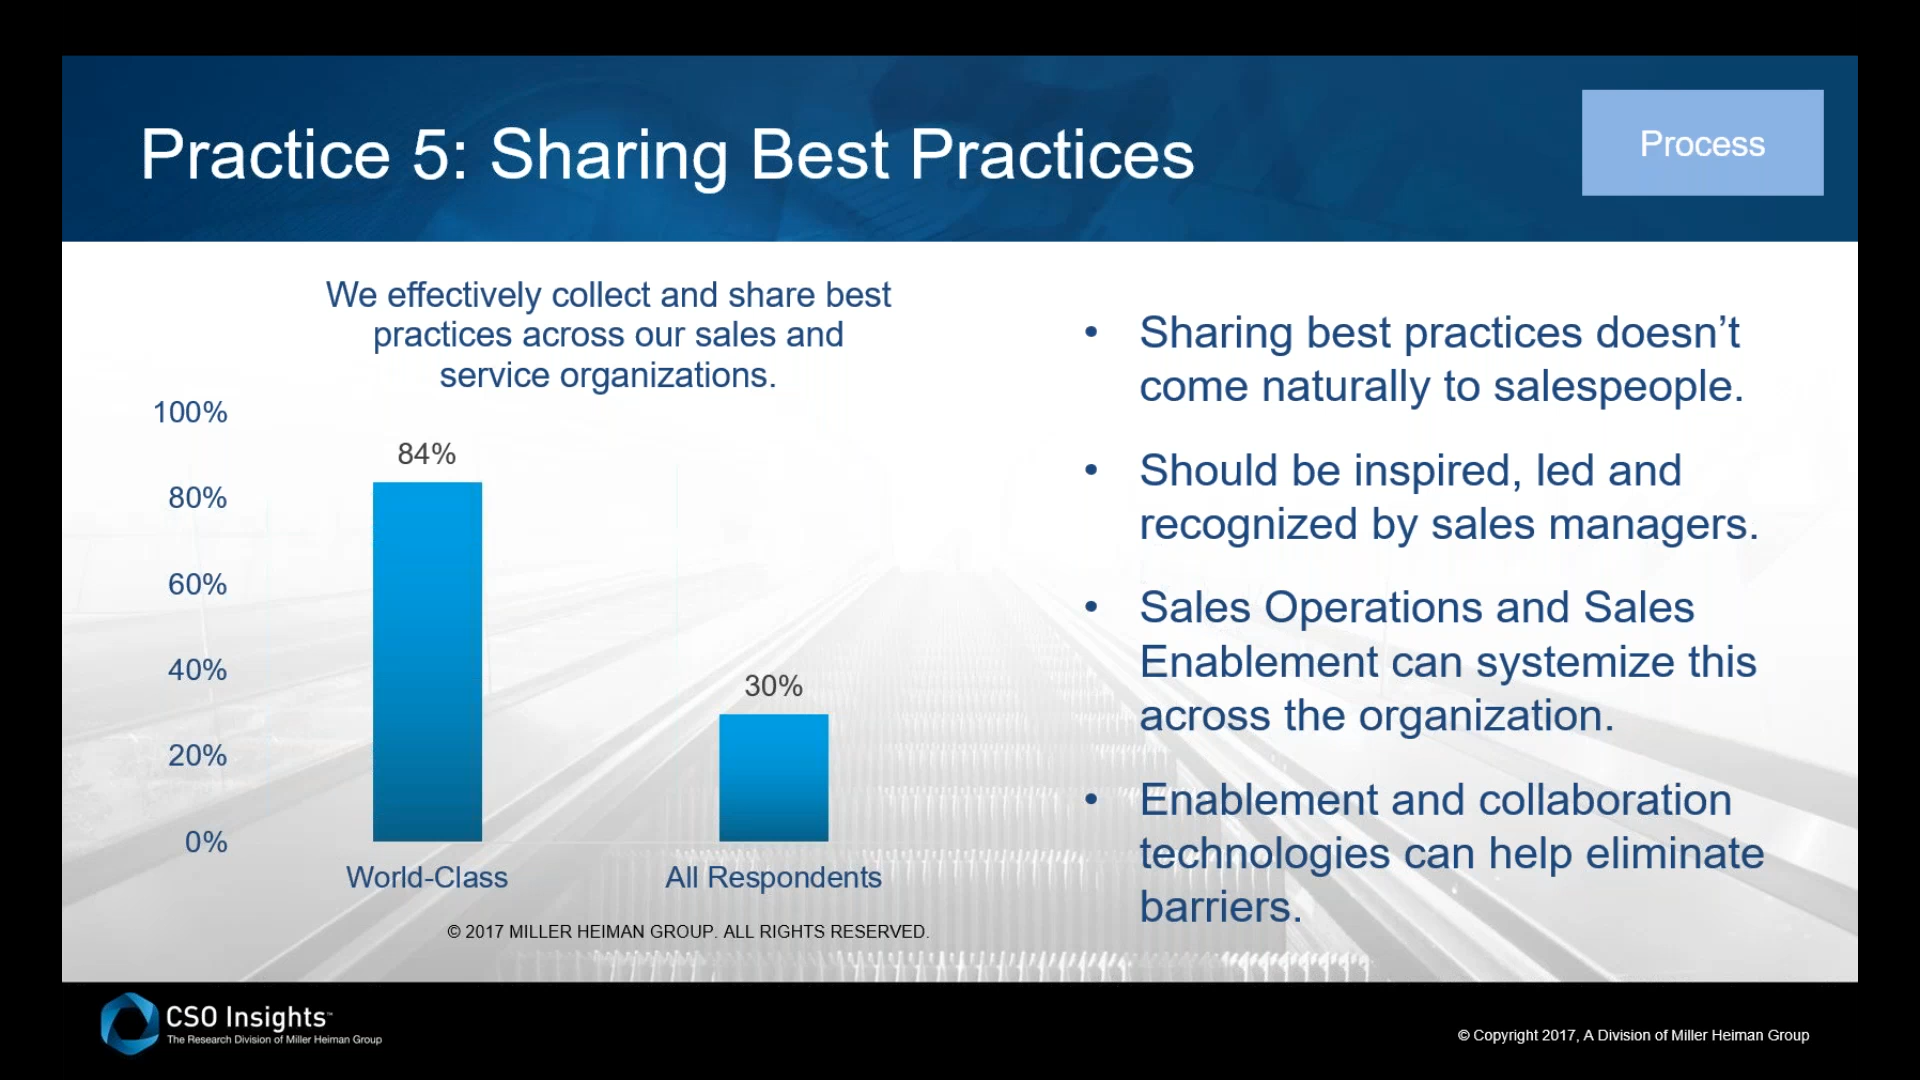 Practice 5: Sharing Best Practices
Process
We effectively collect and share best
practices across our sales and
service organizations.
100%
80%
60%
40%
20%
0%
84%
30%
World-Class
All Respondents
© 2017 MILLER HEIMAN GROUP. ALL RIGHTS RESERVED.
• Sharing best practices doesn’t
come naturally to salespeople.
• Should be inspired, led and
recognized by sales managers.
• Sales Operations and Sales
Enablement can systemize this
across the organization.
• Enablement and collaboration
technologies can help eliminate
barriers.
CSO Insights™
The Research Division of Miller Heiman Group
© Copyright 2017, A Division of Miller Heiman Group